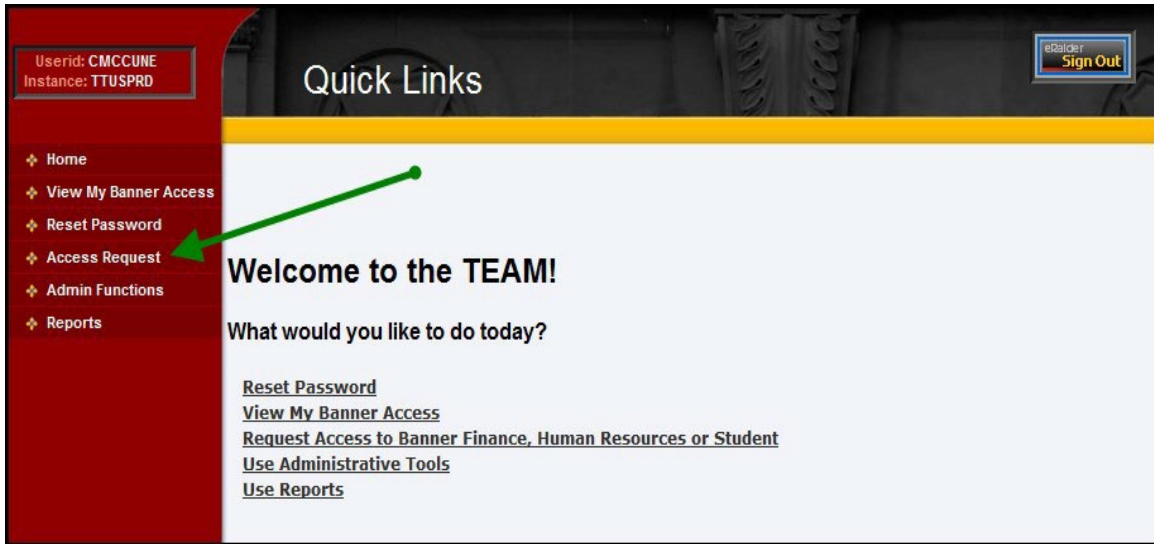 Userid: CMCCUNE
Instance: TTUSPRD
Quick Links
eRaider
Sign Out
Home
View My Banner Access
Reset Password
Access Request
Admin Functions
Reports
Welcome to the TEAM!
What would you like to do today?
Reset Password
View My Banner Access
Request Access to Banner Finance, Human Resources or Student
Use Administrative Tools
Use Reports